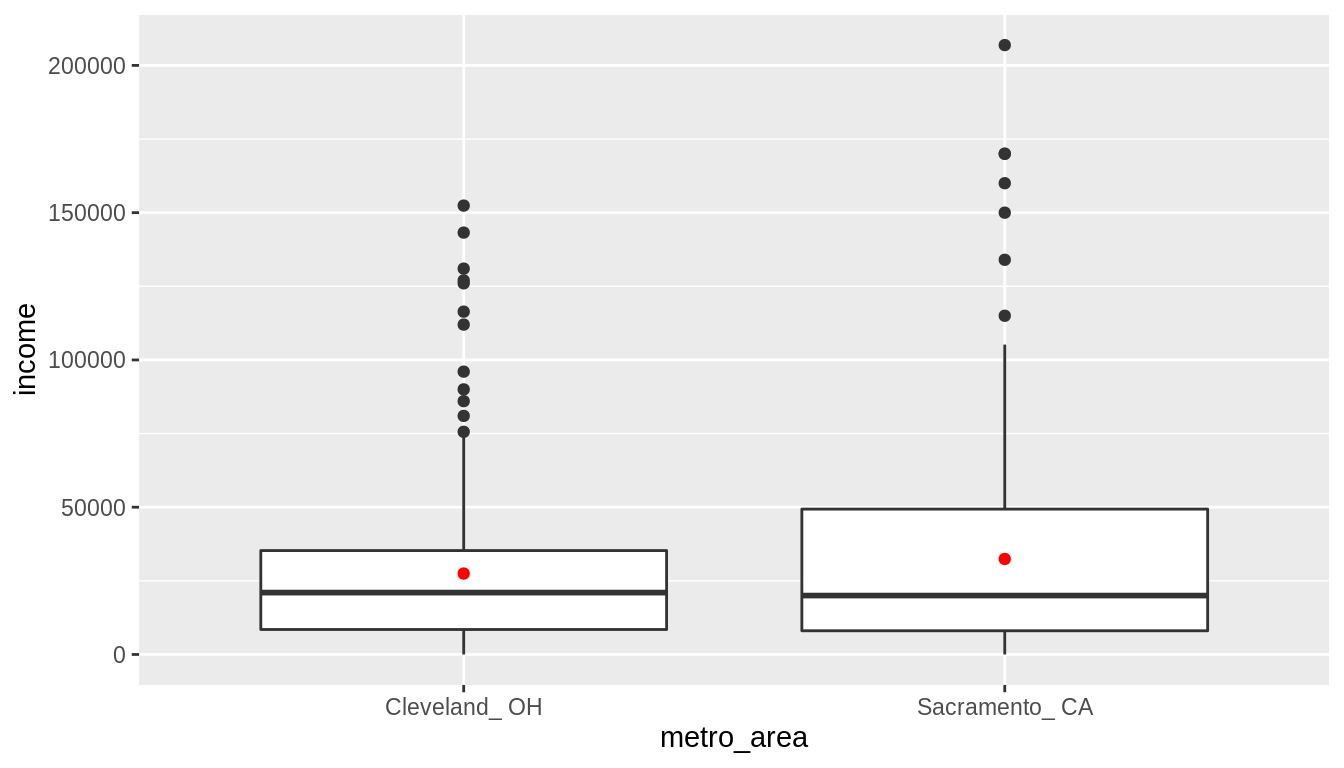 income
200000
150000
100000
50000
0
Cleveland_ OH
Sacramento_ CA
metro_area